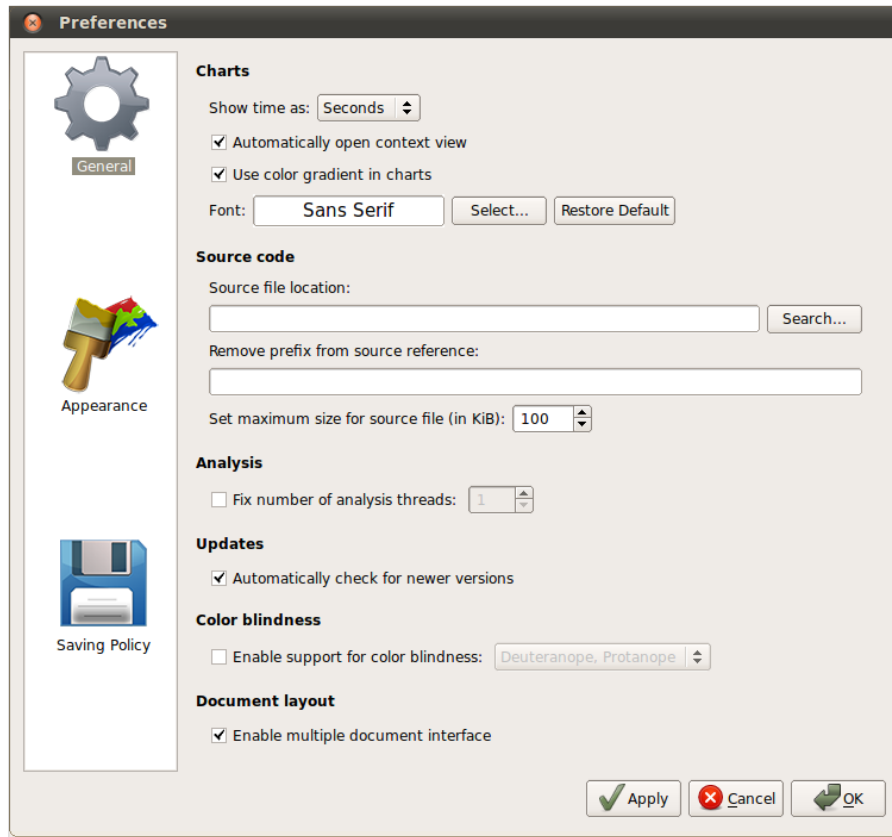 Preferences
General
Appearance
Saving Policy
Charts
Show time as: Seconds
Automatically open context view
Use color gradient in charts
Font: Sans Serif Select... Restore Default
Source code
Source file location:
Search...
Remove prefix from source reference:
Set maximum size for source file (in KiB): 100
Analysis
Fix number of analysis threads: 1
Updates
Automatically check for newer versions
Color blindness
Enable support for color blindness: Deuteranope, Protanope
Document layout
Enable multiple document interface
Apply Cancel OK